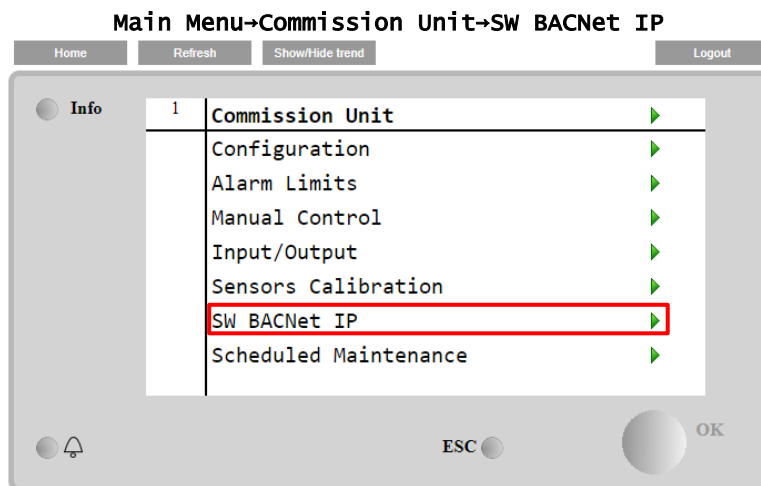 Main Menu→Commission Unit→SW BACNet IP
Home Refresh Show/Hide trend Logout
Info
1 Commission Unit
Configuration
Alarm Limits
Manual Control
Input/Output
Sensors Calibration
SW BACNet IP
Scheduled Maintenance
ESC OK